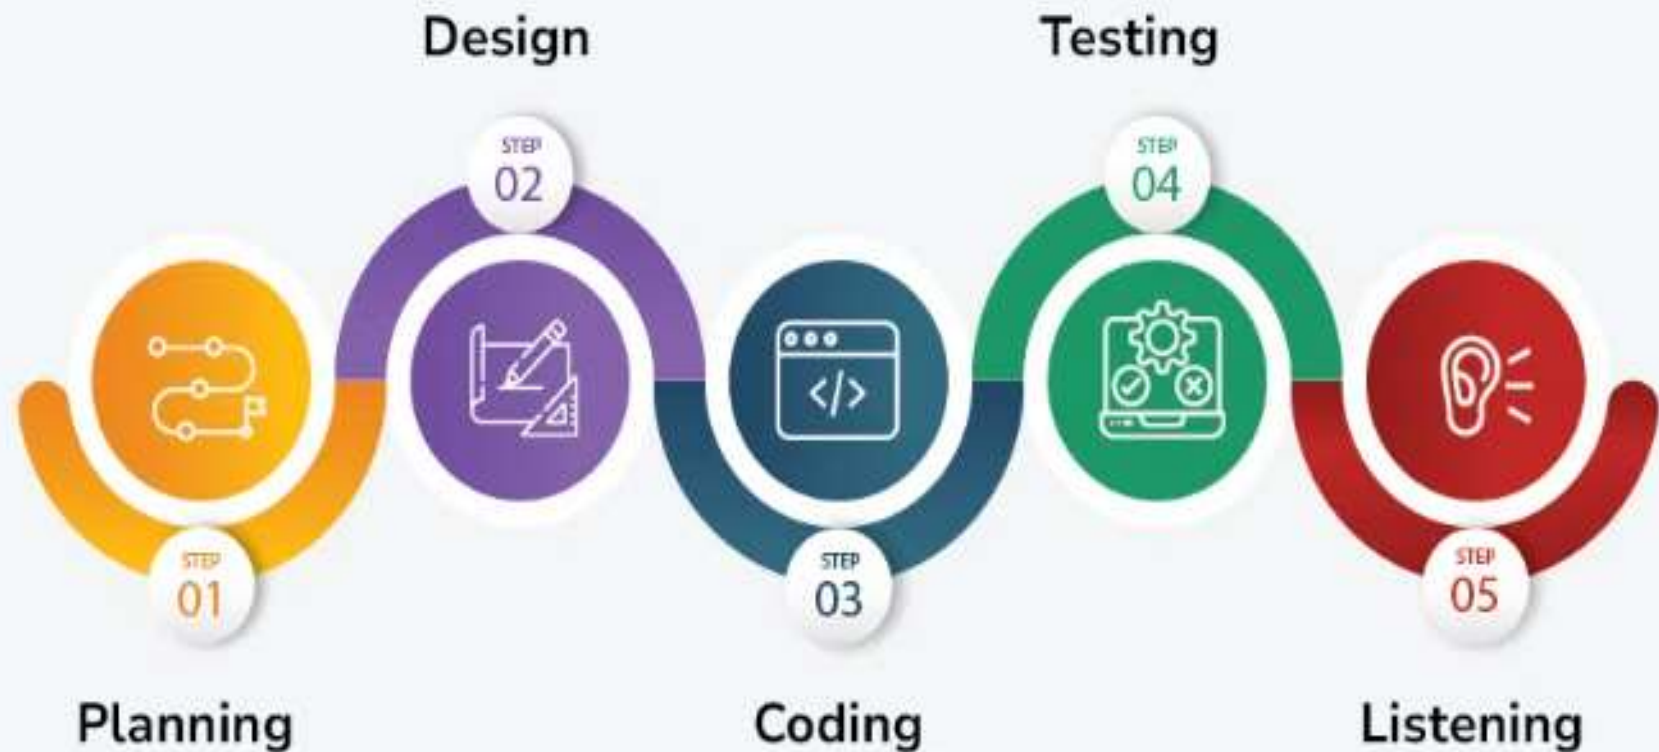 Planning
STEP
01
Design
STEP
02
Coding
STEP
03
</>
Testing
STEP
04
Listening
STEP
05